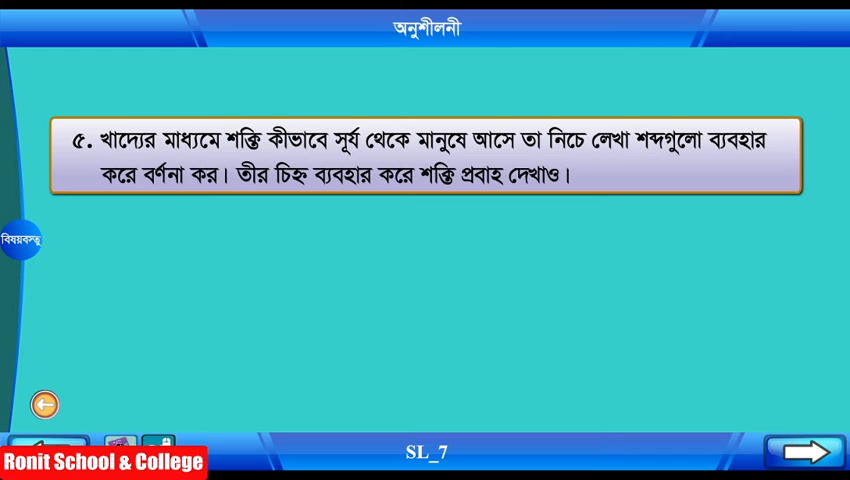 অনুশীলনী
৫. খাদ্যের মাধ্যমে শক্তি কীভাবে সূর্য থেকে মানুষে আসে তা নিচে লেখা শব্দগুলো ব্যবহার
করে বর্ণনা কর। তীর চিহ্ন ব্যবহার করে শক্তি প্রবাহ দেখাও।
বিষয়বস্তু
SL_7
Ronit School & College